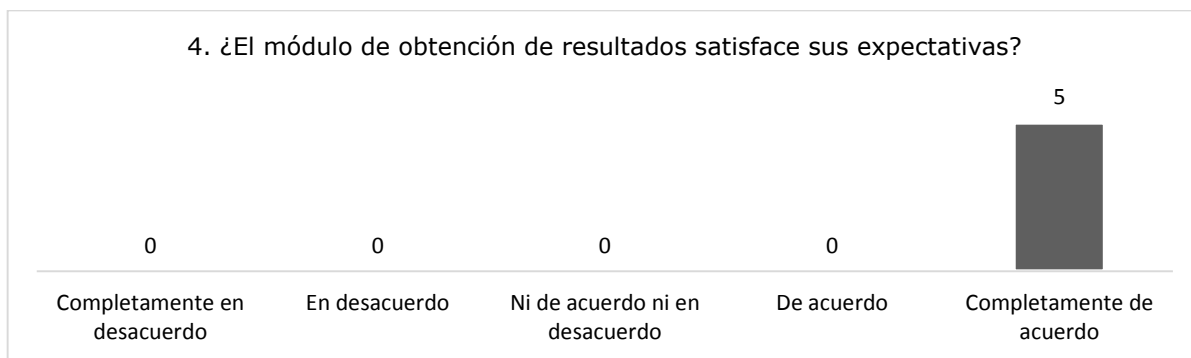 4. ¿El módulo de obtención de resultados satisface sus expectativas?
5
0
0
0
0
Completamente en
desacuerdo
En desacuerdo
Ni de acuerdo ni en
desacuerdo
De acuerdo
Completamente de
acuerdo